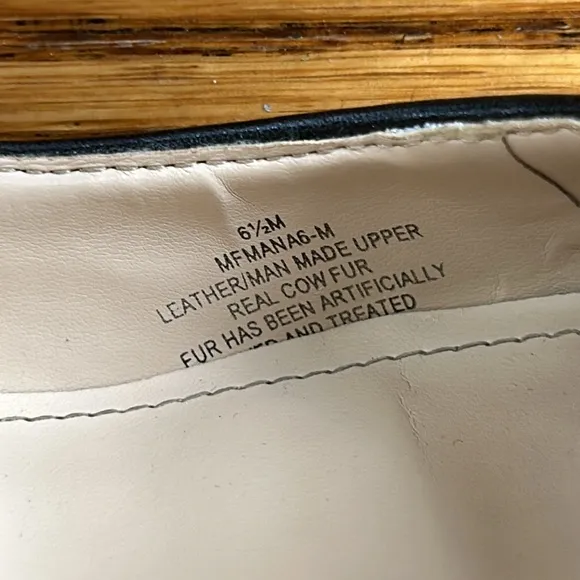 6½M
MFMANA6-M
LEATHER/MAN MADE UPPER
REAL COW FUR
FUR HAS BEEN ARTIFICIALLY
AND TREATED